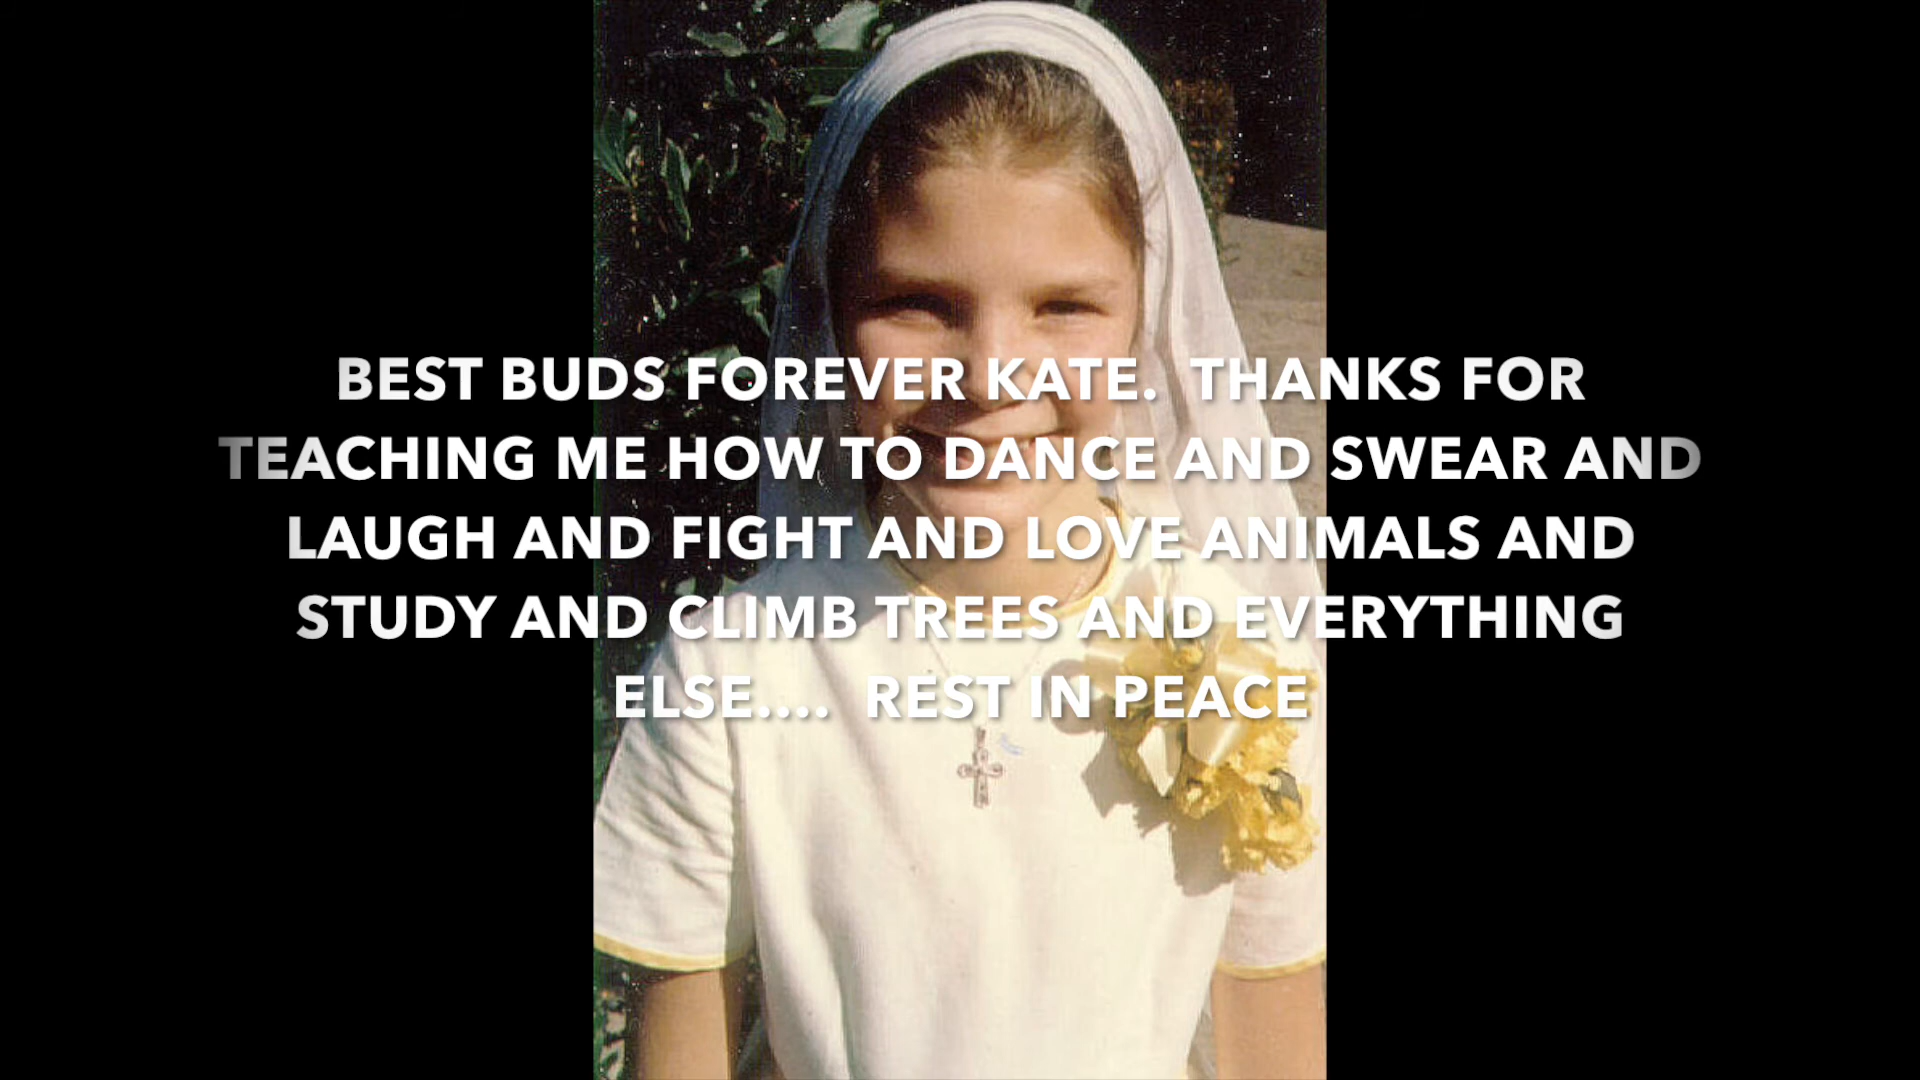 BEST BUDS FOREVER KATE.  THANKS FOR
TEACHING ME HOW TO DANCE AND SWEAR AND
LAUGH AND FIGHT AND LOVE ANIMALS AND
STUDY AND CLIMB TREES AND EVERYTHING
ELSE....  REST IN PEACE